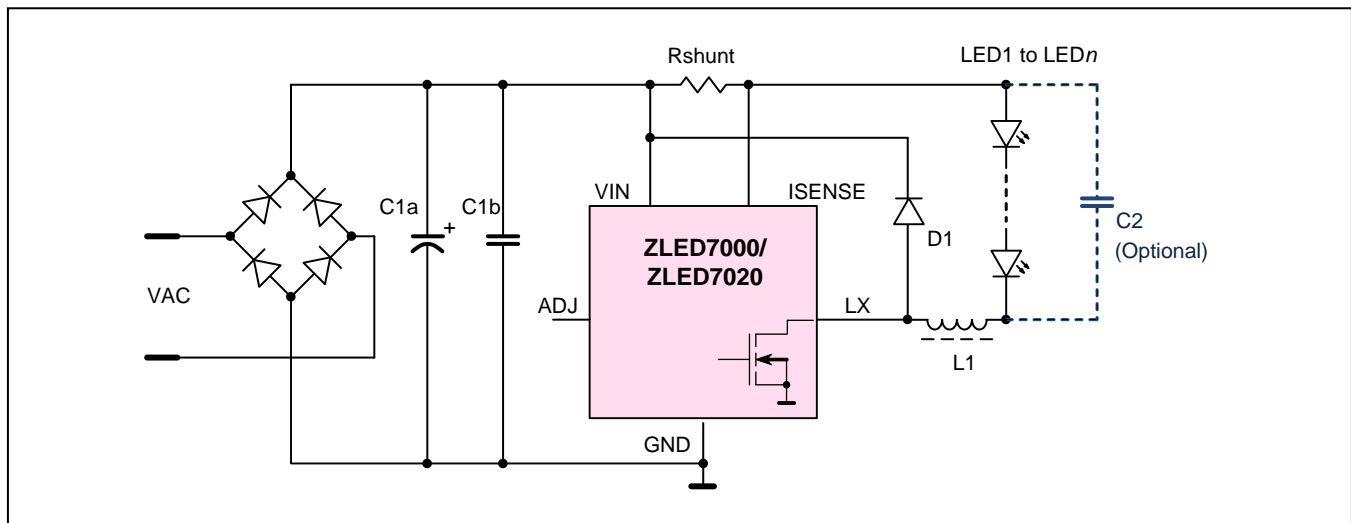 Rshunt
LED1 to LEDn
VIN
ISENSE
C1a
+
C1b
D1
C2
(Optional)
ZLED7000/
ZLED7020
VAC
ADJ
LX
L1
GND